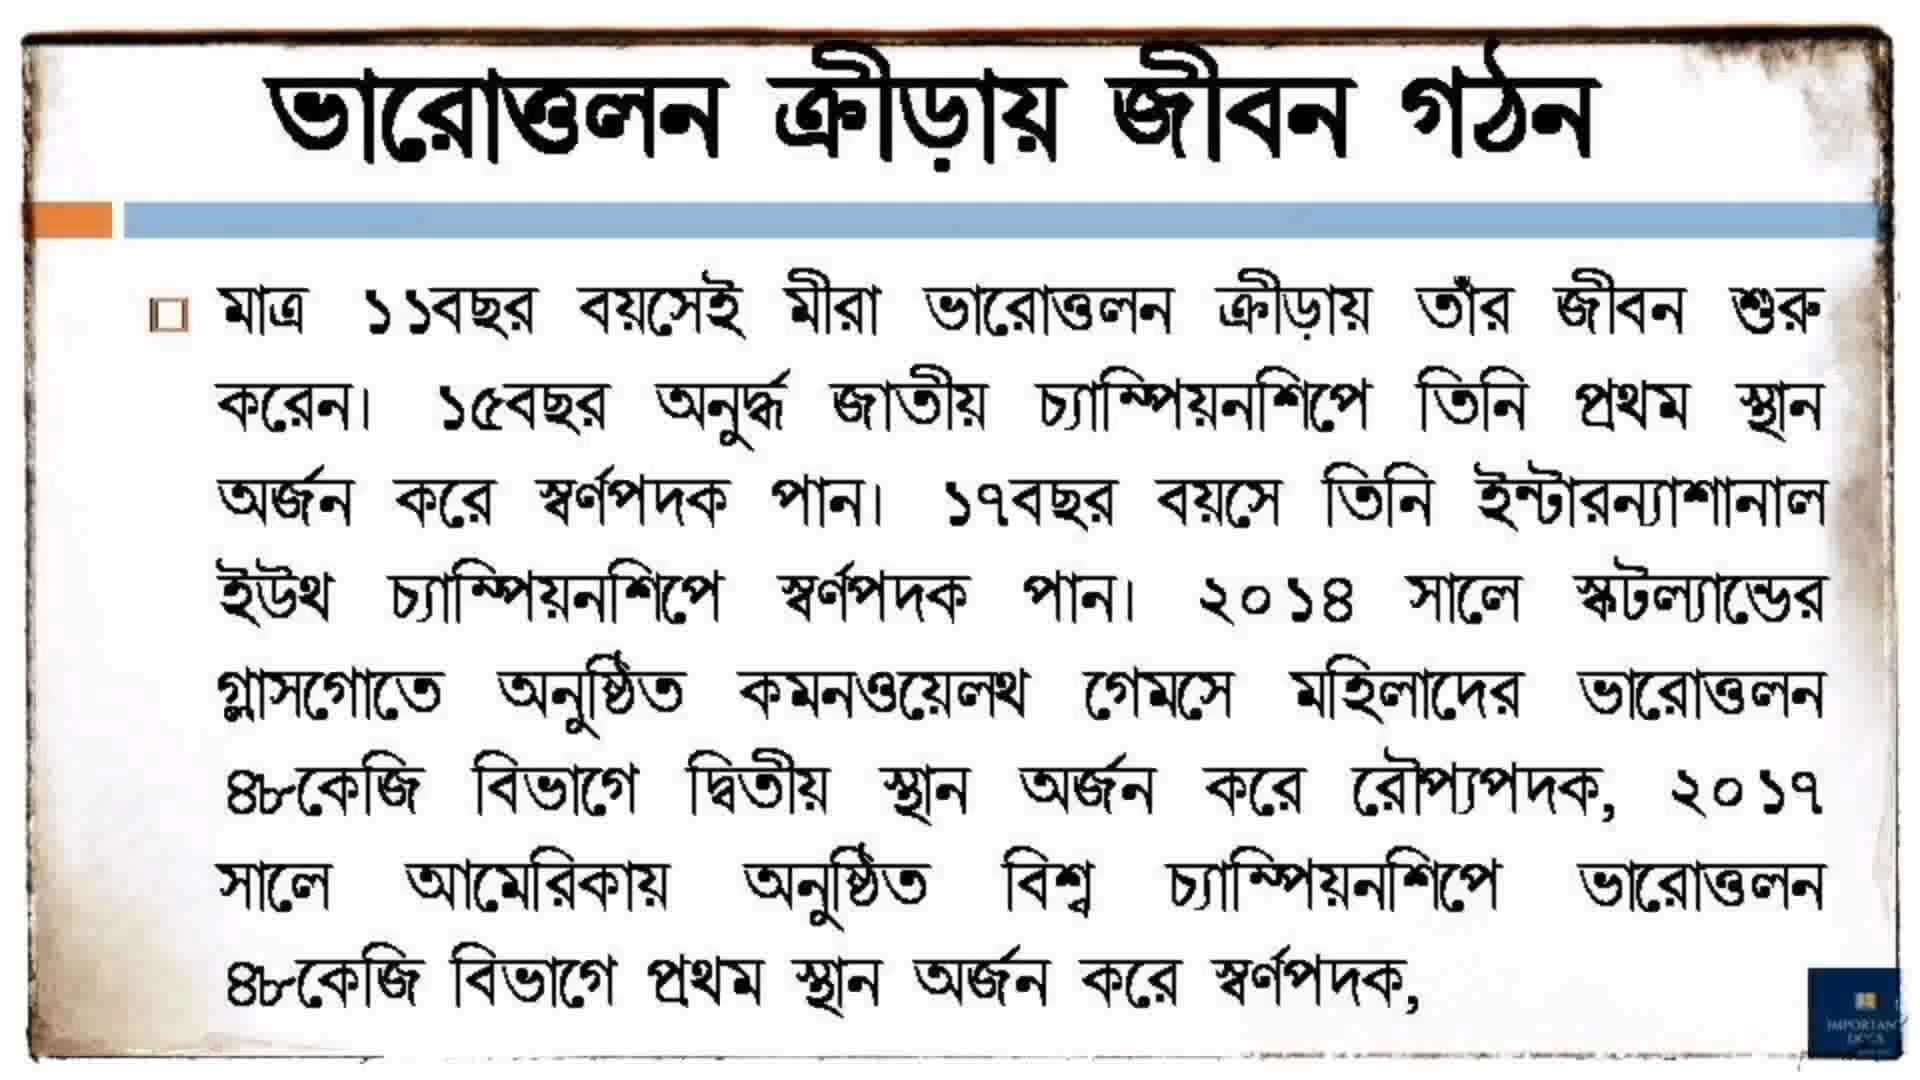 ভারোত্তলন ক্রীড়ায় জীবন গঠন
মাত্র ১১বছর বয়সেই মীরা ভারোত্তলন ক্রীড়ায় তাঁর জীবন শুরু
করেন। ১৫বছর অনুর্দ্ধ জাতীয় চ্যাম্পিয়নশিপে তিনি প্রথম স্থান
অর্জন করে স্বর্ণপদক পান। ১৭বছর বয়সে তিনি ইন্টারন্যাশানাল
ইউথ চ্যাম্পিয়নশিপে স্বর্ণপদক পান। ২০১৪ সালে স্কটল্যান্ডের
গ্লাসগোতে অনুষ্ঠিত কমনওয়েলথ গেমসে মহিলাদের ভারোত্তলন
৪৮কেজি বিভাগে দ্বিতীয় স্থান অর্জন করে রৌপ্যপদক, ২০১৭
সালে আমেরিকায় অনুষ্ঠিত বিশ্ব চ্যাম্পিয়নশিপে ভারোত্তলন
৪৮কেজি বিভাগে প্রথম স্থান অর্জন করে স্বর্ণপদক,